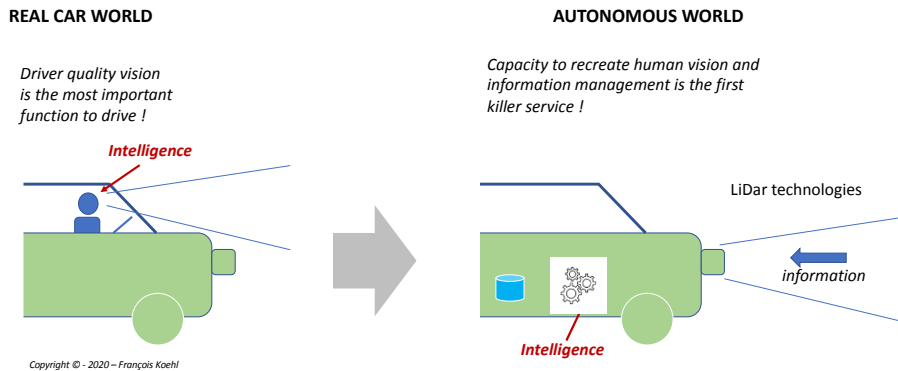 REAL CAR WORLD
Driver quality vision
is the most important
function to drive !
Intelligence
Copyright © - 2020 – François Koehl
AUTONOMOUS WORLD
Capacity to recreate human vision and
information management is the first
killer service !
LiDar technologies
information
Intelligence